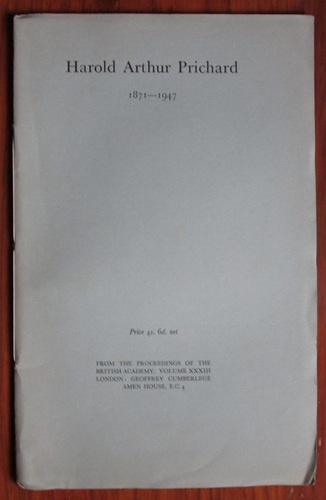 Harold Arthur Prichard
1871—1947
Price 4s. 6d. net
FROM THE PROCEEDINGS OF THE
BRITISH ACADEMY. VOLUME XXXIII
LONDON : GEOFFREY CUMBERLEGE
AMEN HOUSE, E.C. 4